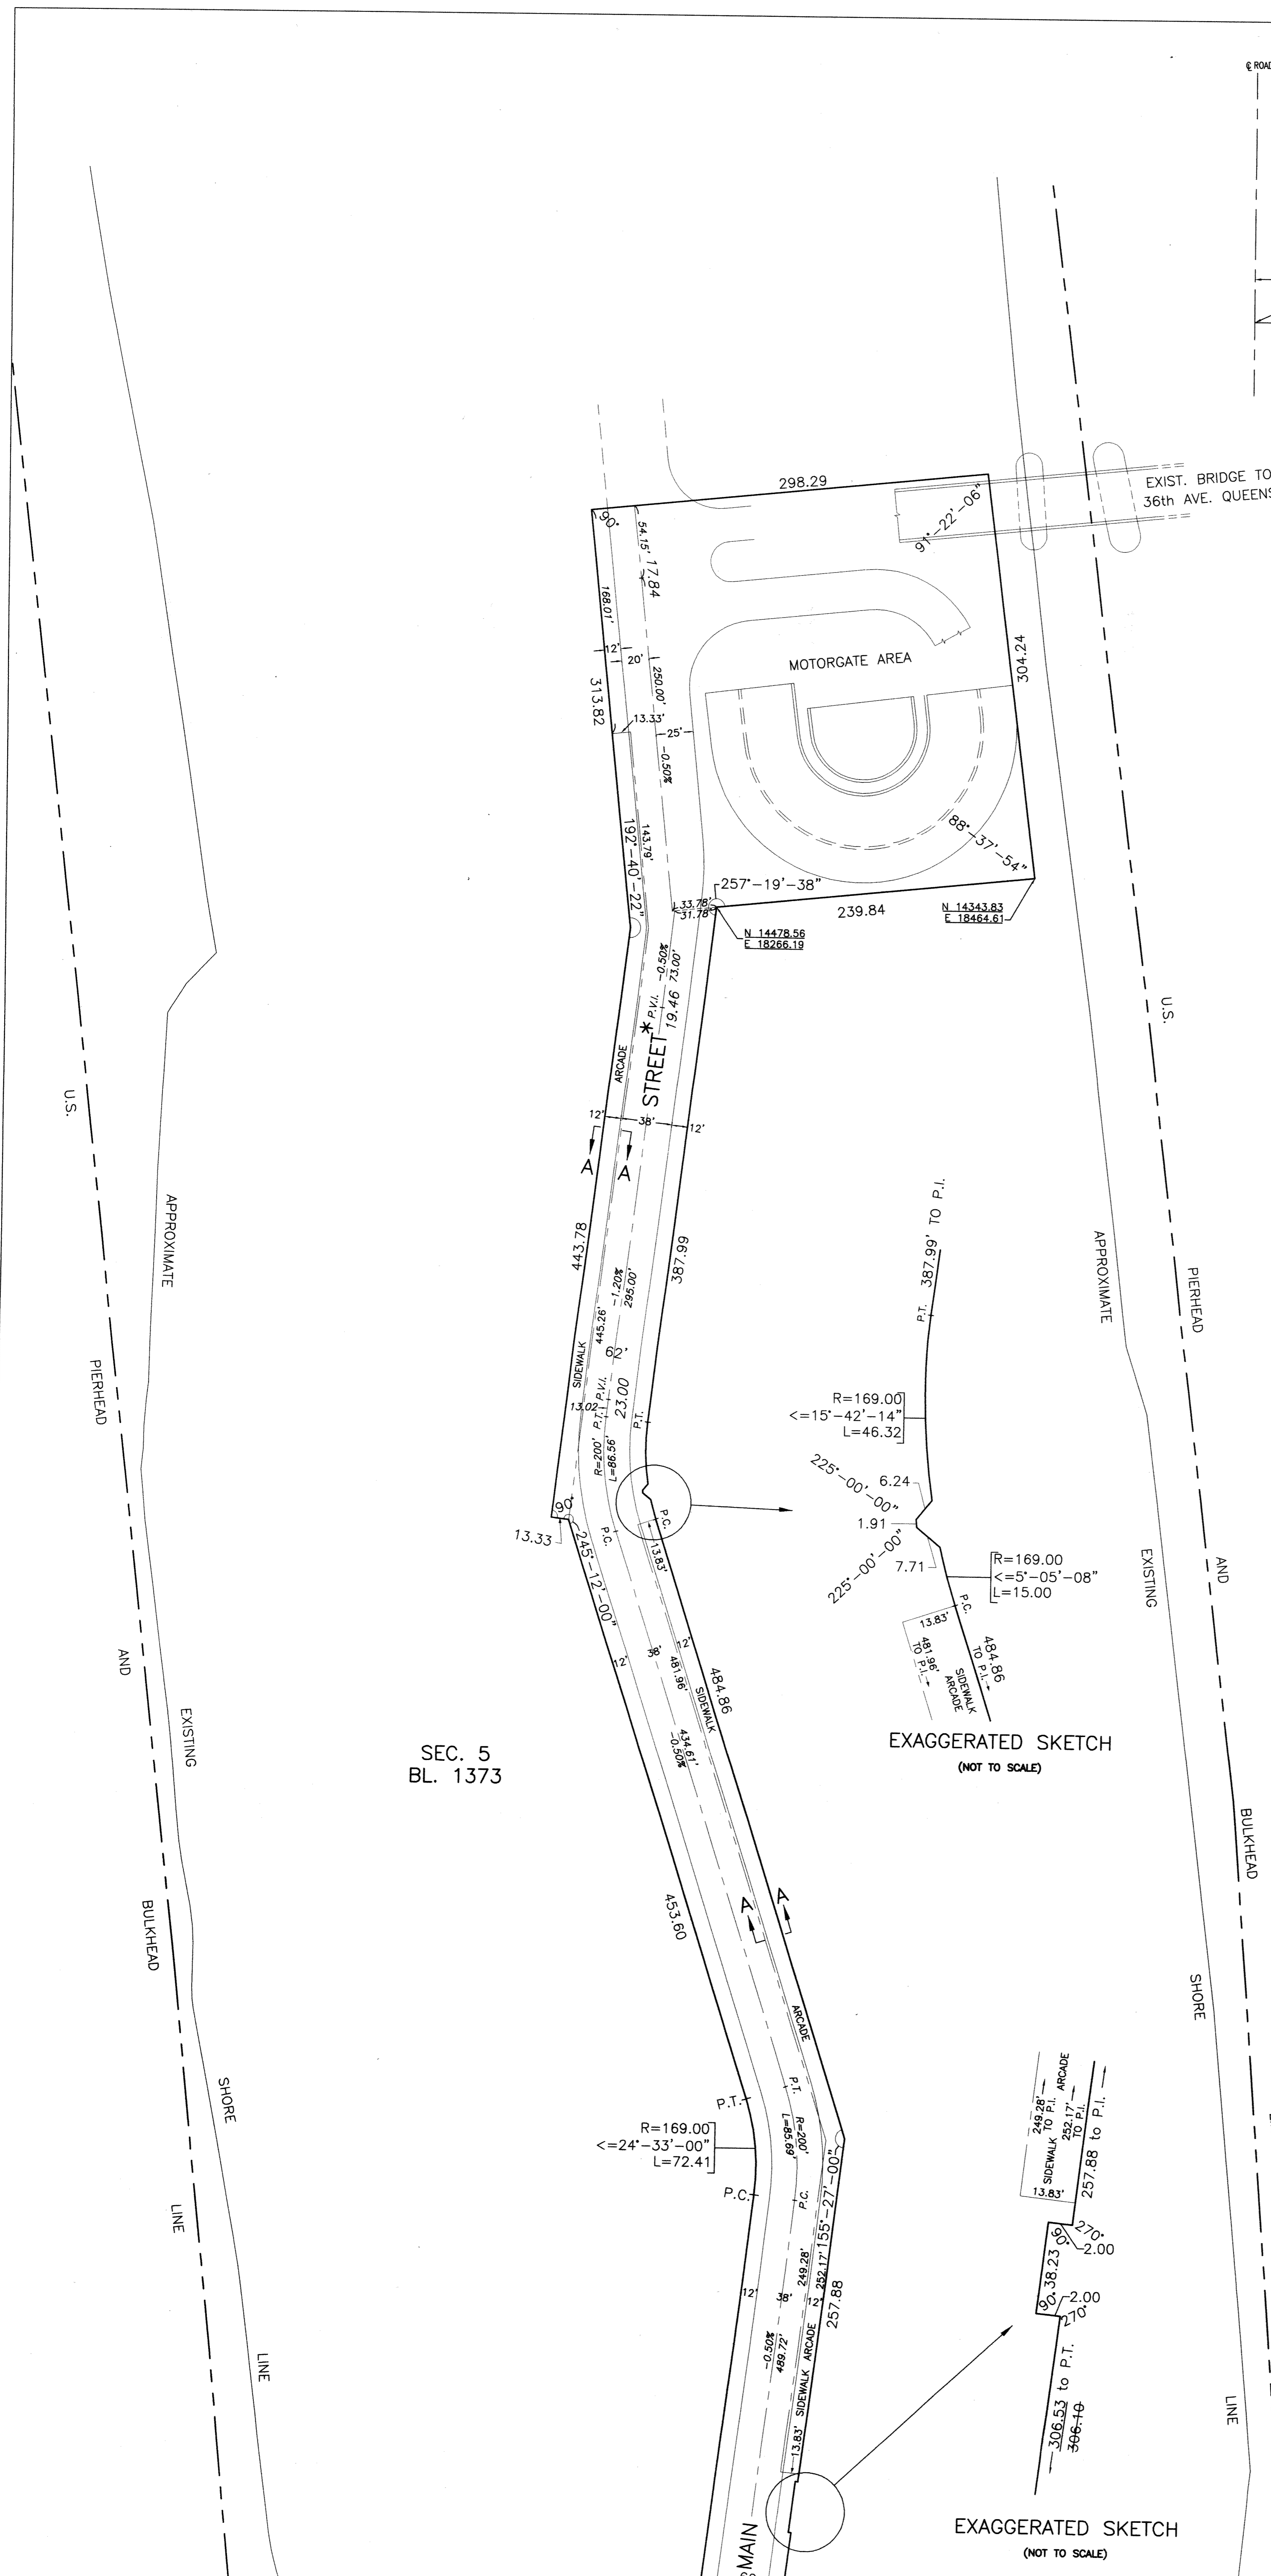 ℄ ROAD
EXIST. BRIDGE TO
36th AVE. QUEENS
298.29
90°
91°-22'-06"
54.15'
17.84
168.01'
12'
20'
250.00'
MOTORGATE AREA
304.24
313.82
13.33'
25'
-0.50%
192°-40'-22"
143.79'
88°-37'-54"
257°-19'-38"
33.78'
31.78'
239.84
N 14343.83
E 18464.61
N 14478.56
E 18266.19
-0.50%
73.00'
P.V.I.
19.46
STREET*
ARCADE
12'
38'
12'
A
A
443.78
387.99
-1.20%
295.00'
445.26'
62'
SIDEWALK
P.V.I.
23.00
13.02
P.T.
P.T.
R=200'
L=86.56'
90°
13.33
P.C.
P.C.
13.83'
245°-12'-00"
387.99' TO P.I.
P.T.
R=169.00
<=15°-42'-14"
L=46.32
225°-00'-00"
6.24
1.91
225°-00'-00"
7.71
R=169.00
<=5°-05'-08"
L=15.00
P.C.
13.83'
481.96'
TO P.I.
484.86
TO P.I.
SIDEWALK
ARCADE
EXAGGERATED SKETCH
(NOT TO SCALE)
12'
38'
12'
481.96'
484.86
SIDEWALK
434.61'
-0.50%
SEC. 5
BL. 1373
453.60
A
A
ARCADE
P.T.
P.T.
R=169.00
<=24°-33'-00"
L=72.41
R=200'
L=85.69'
P.C.
P.C.
155°-27'-00"
249.28'
252.17'
257.88
12'
38'
12'
-0.50%
489.72'
SIDEWALK ARCADE
13.83'
249.28'
SIDEWALK TO P.I. ARCADE
252.17'
TO P.I.
257.88 to P.I.
13.83'
270°
90°
2.00
38.23
90°
2.00
270°
306.53 to P.T.
306.10
EXAGGERATED SKETCH
(NOT TO SCALE)
MAIN
U.S.
PIERHEAD
AND
BULKHEAD
LINE
APPROXIMATE
EXISTING
SHORE
LINE
APPROXIMATE
EXISTING
SHORE
LINE
U.S.
PIERHEAD
AND
BULKHEAD